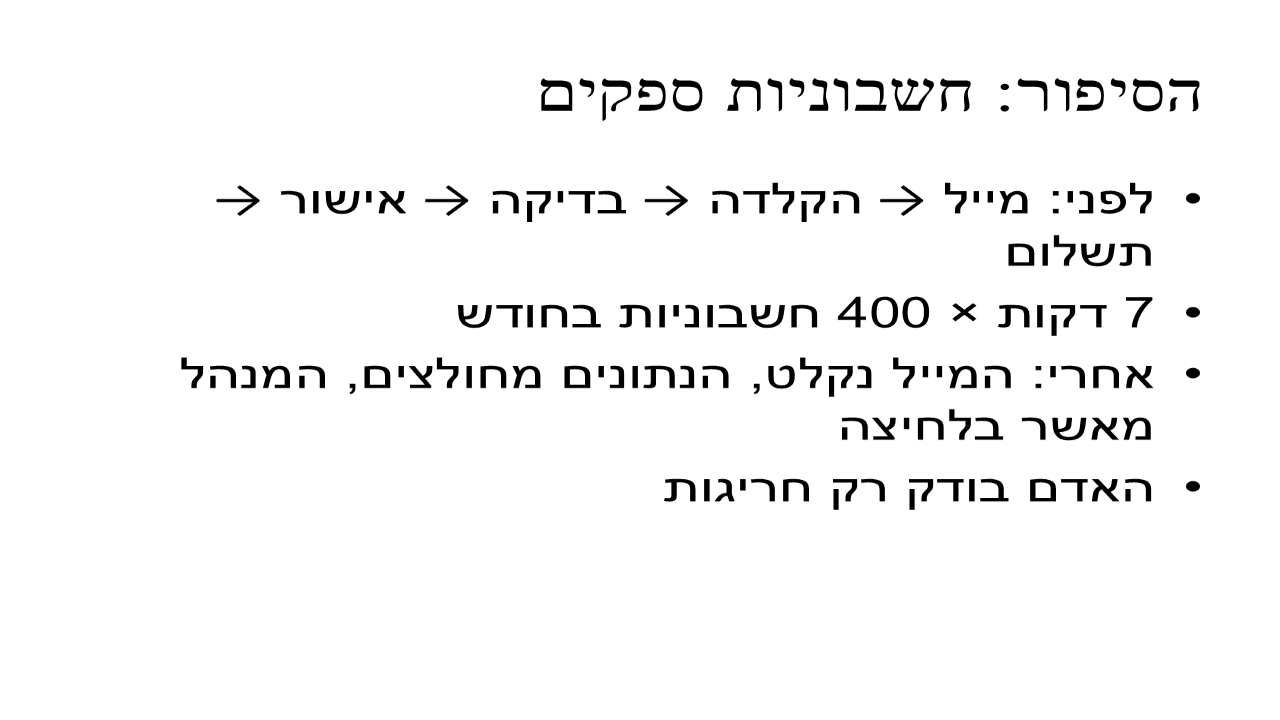 הסיפור: חשבוניות ספקים
• לפני: מייל → הקלדה → בדיקה → אישור →
תשלום
• 7 דקות × 400 חשבוניות בחודש
• אחרי: המייל נקלט, הנתונים מחולצים, המנהל
מאשר בלחיצה
• האדם בודק רק חריגות